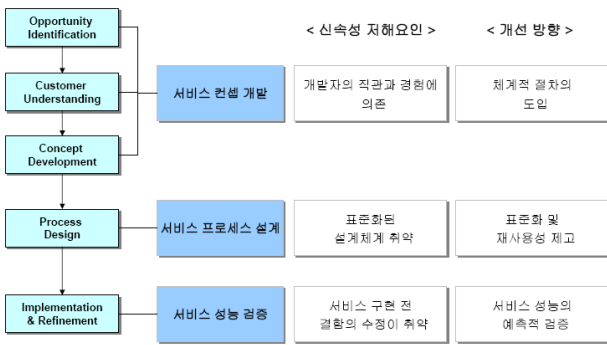 Opportunity
Identification
< 신속성 저해요인 >
< 개선 방향 >
Customer
Understanding
서비스 컨셉 개발
개발자의 직관과 경험에
의존
체계적 절차의
도입
Concept
Development
Process
Design
서비스 프로세스 설계
표준화된
설계체계 취약
표준화 및
재사용성 제고
Implementation
& Refinement
서비스 성능 검증
서비스 구현 전
결함의 수정이 취약
서비스 성능의
예측적 검증